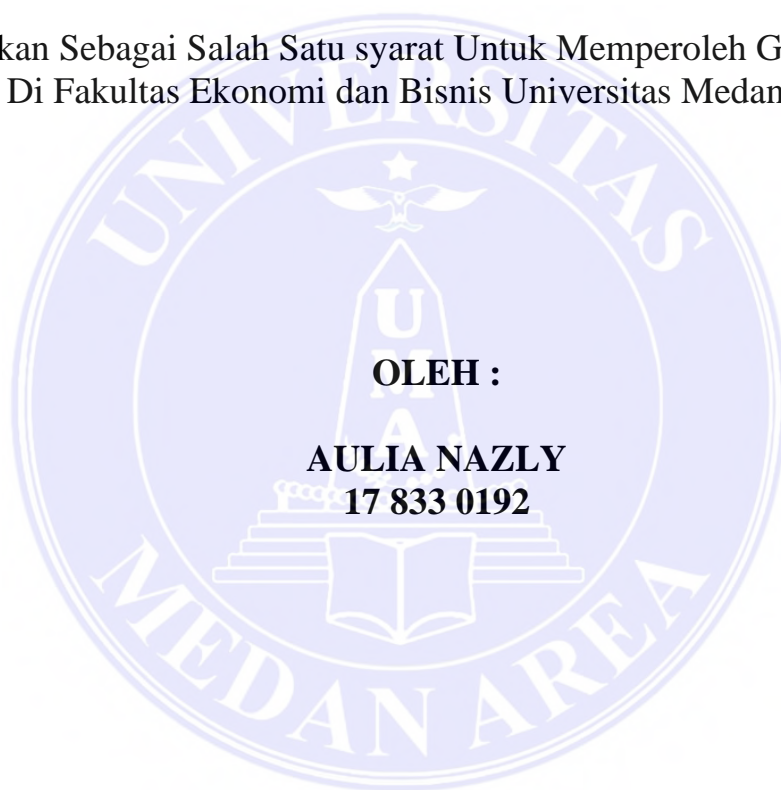 kan Sebagai Salah Satu syarat Untuk Memperoleh G
Di Fakultas Ekonomi dan Bisnis Universitas Medan
UNIVERSITAS
UMA
OLEH :
AULIA NAZLY
17 833 0192
MEDAN AREA